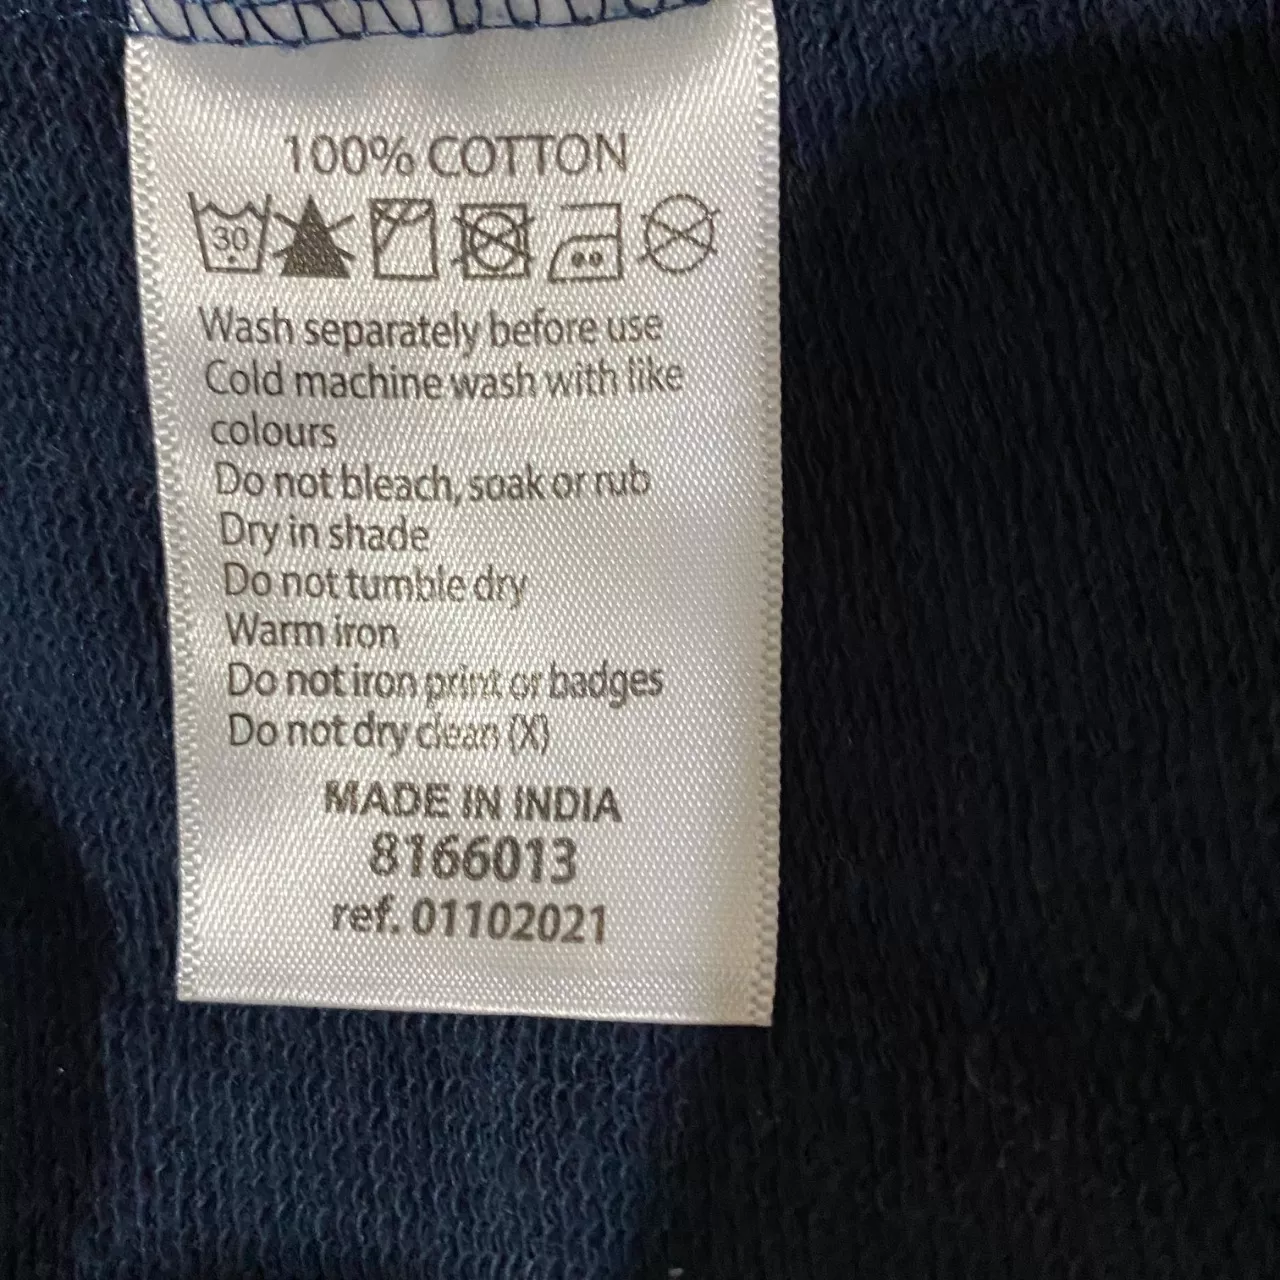 100% COTTON
30
Wash separately before use
Cold machine wash with like
colours
Do not bleach, soak or rub
Dry in shade
Do not tumble dry
Warm iron
Do not iron print or badges
Do not dry clean (X)
MADE IN INDIA
8166013
ref. 01102021